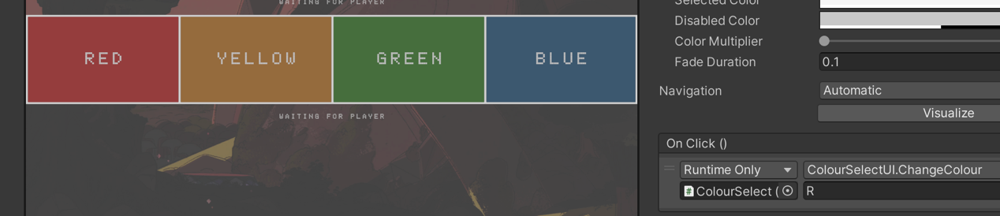 WAITING FOR PLAYER
RED YELLOW GREEN BLUE
WAITING FOR PLAYER
Selected Color
Disabled Color
Color Multiplier
Fade Duration 0.1
Navigation Automatic
Visualize
On Click ()
Runtime Only ColourSelectUI.ChangeColour
# ColourSelect ( R